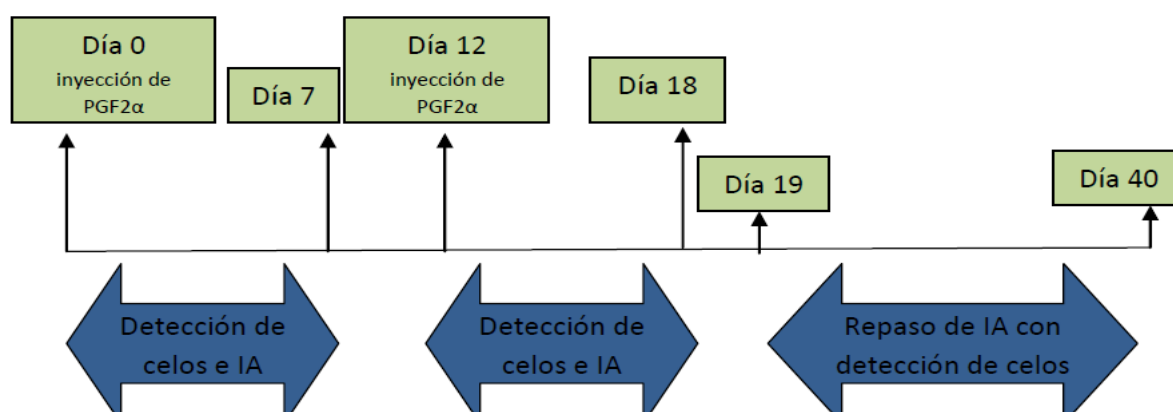 Día 0
inyección de
PGF2α
Día 7
Día 12
inyección de
PGF2α
Día 18
Día 19
Día 40
Detección de
celos e IA
Detección de
celos e IA
Repaso de IA con
detección de celos